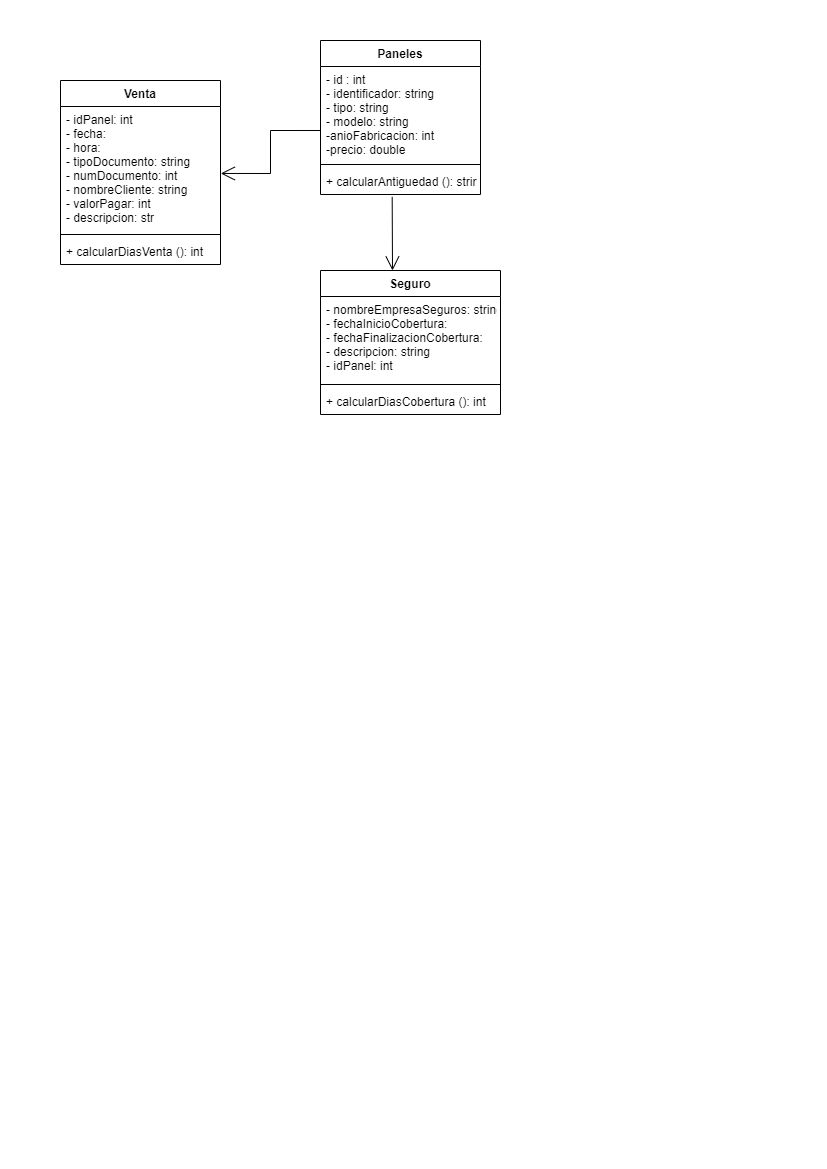 Paneles
- id : int
- identificador: string
- tipo: string
- modelo: string
-anioFabricacion: int
-precio: double
+ calcularAntiguedad (): strir
Venta
- idPanel: int
- fecha:
- hora:
- tipoDocumento: string
- numDocumento: int
- nombreCliente: string
- valorPagar: int
- descripcion: str
+ calcularDiasVenta (): int
Seguro
- nombreEmpresaSeguros: strin
- fechaInicioCobertura:
- fechaFinalizacionCobertura:
- descripcion: string
- idPanel: int
+ calcularDiasCobertura (): int